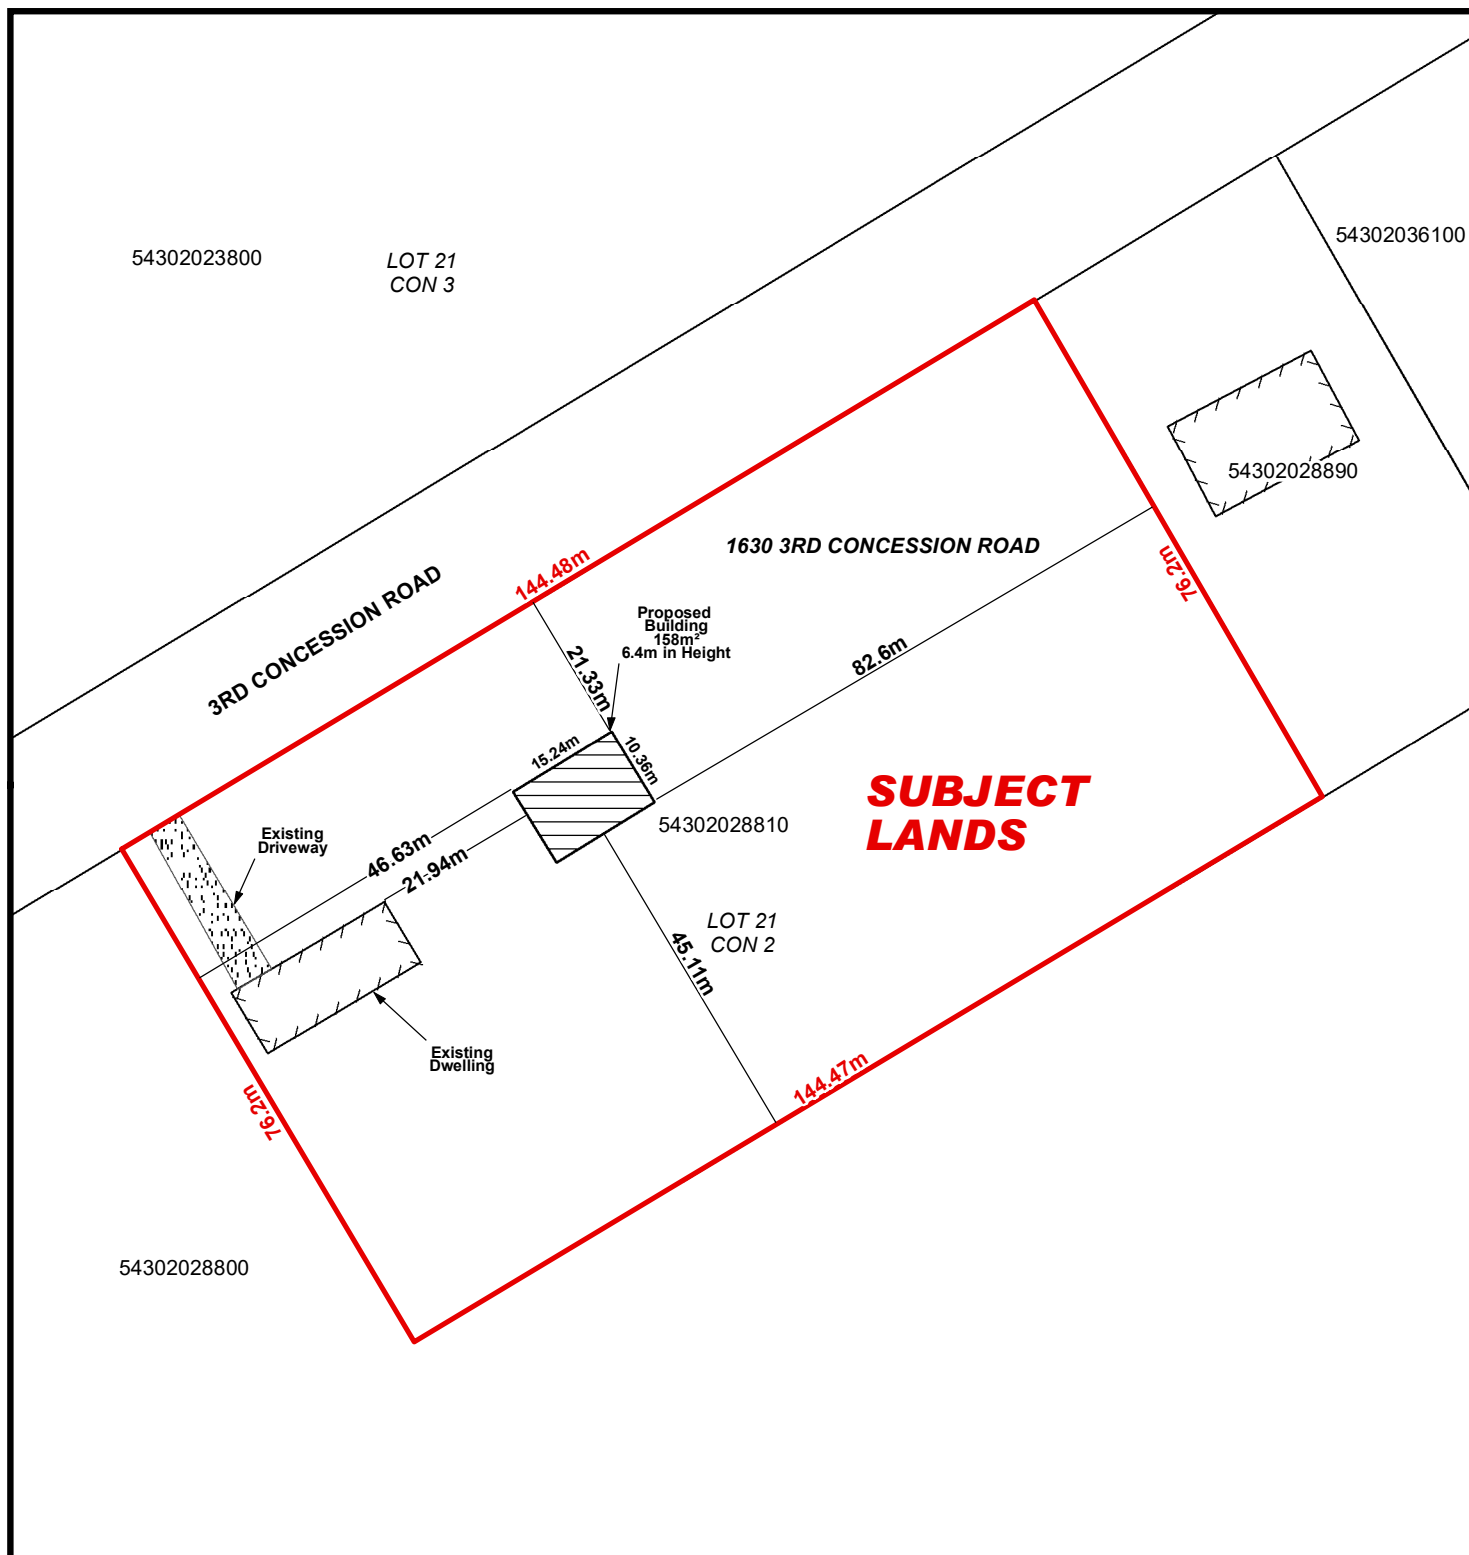 54302036100
54302023800
LOT 21
CON 3
54302028890
1630 3RD CONCESSION ROAD
144.48m
76.2m
3RD CONCESSION ROAD
Proposed
Building
158m²
6.4m in Height
21.33m
82.6m
15.24m
10.36m
SUBJECT
LANDS
54302028810
Existing
Driveway
46.63m
21.94m
LOT 21
CON 2
45.11m
Existing
Dwelling
144.47m
76.2m
54302028800